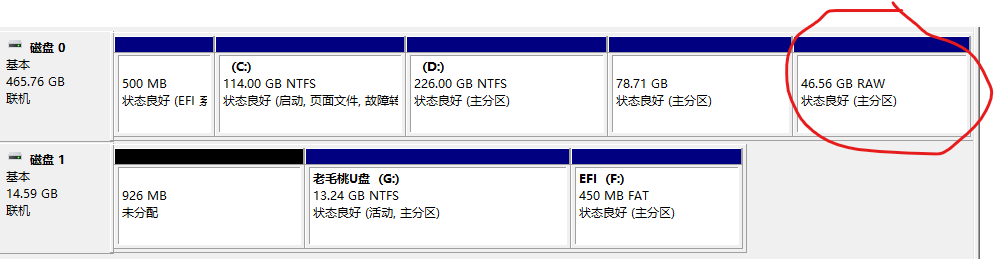 磁盘 0
基本
465.76 GB
联机
500 MB
状态良好 (EFI 系
(C:)
114.00 GB NTFS
状态良好 (启动, 页面文件, 故障转
(D:)
226.00 GB NTFS
状态良好 (主分区)
78.71 GB
状态良好 (主分区)
46.56 GB RAW
状态良好 (主分区)
磁盘 1
基本
14.59 GB
联机
926 MB
未分配
老毛桃U盘 (G:)
13.24 GB NTFS
状态良好 (活动, 主分区)
EFI (F:)
450 MB FAT
状态良好 (主分区)